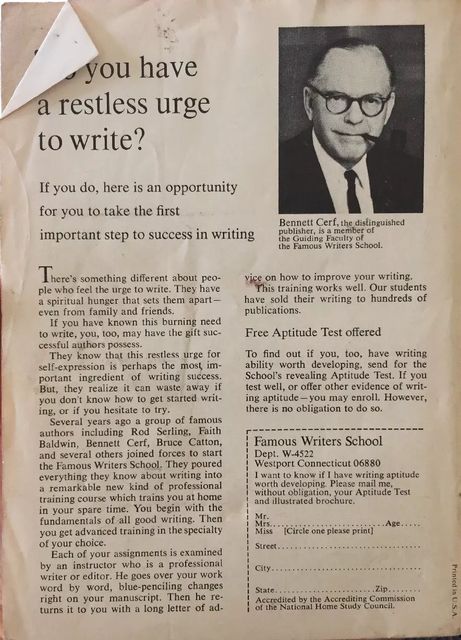 you have
a restless urge
to write?
If you do, here is an opportunity
for you to take the first
important step to success in writing
Bennett Cerf, the distinguished
publisher, is a member of
the Guiding Faculty of
the Famous Writers School.
There's something different about peo-
ple who feel the urge to write. They have
a spiritual hunger that sets them apart—
even from family and friends.
If you have known this burning need
to write, you, too, may have the gift suc-
cessful authors possess.
They know that this restless urge for
self-expression is perhaps the most im-
portant ingredient of writing success.
But, they realize it can waste away if
you don't know how to get started writ-
ing, or if you hesitate to try.
Several years ago a group of famous
authors including Rod Serling, Faith
Baldwin, Bennett Cerf, Bruce Catton,
and several others joined forces to start
the Famous Writers School. They poured
everything they know about writing into
a remarkable new kind of professional
training course which trains you at home
in your spare time. You begin with the
fundamentals of all good writing. Then
you get advanced training in the specialty
of your choice.
Each of your assignments is examined
by an instructor who is a professional
writer or editor. He goes over your work
word by word, blue-penciling changes
right on your manuscript. Then he re-
turns it to you with a long letter of ad-
vice on how to improve your writing.
This training works well. Our students
have sold their writing to hundreds of
publications.
Free Aptitude Test offered
To find out if you, too, have writing
ability worth developing, send for the
School's revealing Aptitude Test. If you
test well, or offer other evidence of writ-
ing aptitude—you may enroll. However,
there is no obligation to do so.
Famous Writers School
Dept. W-4522
Westport Connecticut 06880
I want to know if I have writing aptitude
worth developing. Please mail me,
without obligation, your Aptitude Test
and illustrated brochure.
Mr.
Mrs. Age
Miss [Circle one please print]
Street
City
State Zip
Accredited by the Accrediting Commission
of the National Home Study Council.
Printed in U.S.A.